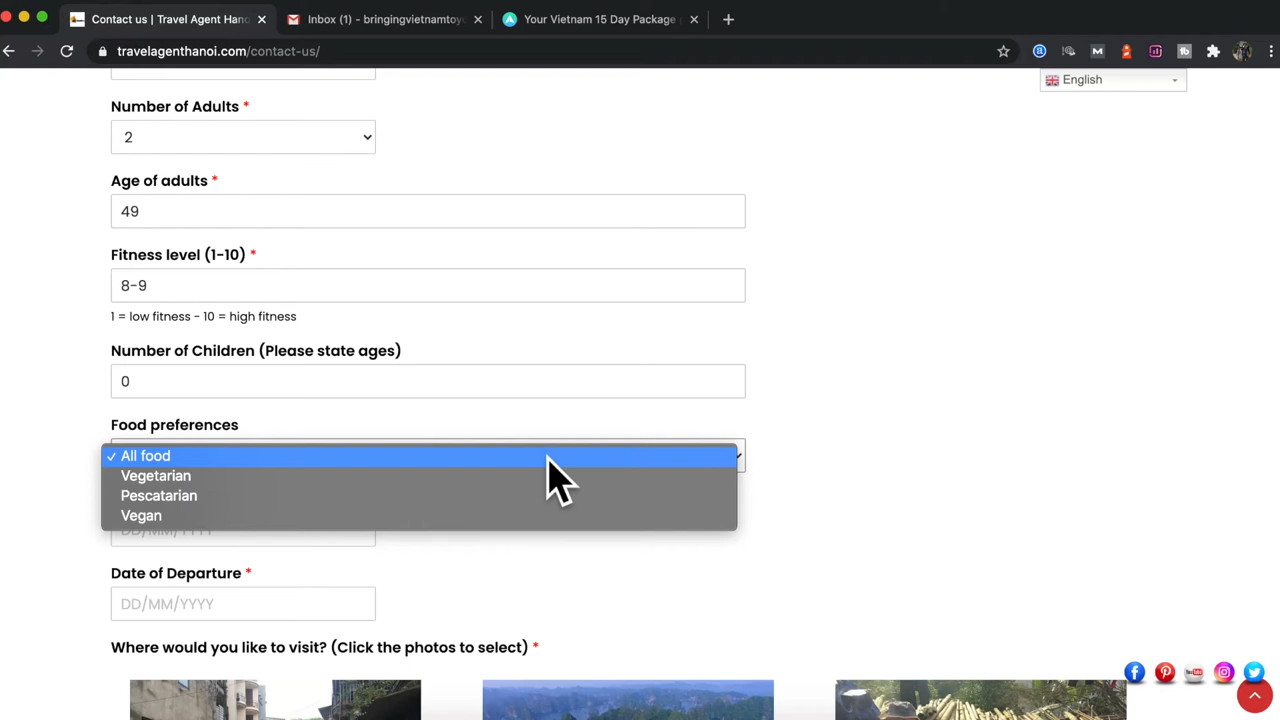 Contact us | Travel Agent Hano
Inbox (1) – bringingvietnamtoy
Your Vietnam 15 Day Package
travelagenthanoi.com/contact-us/
English
Number of Adults *
2
Age of adults *
49
Fitness level (1-10) *
8-9
1 = low fitness - 10 = high fitness
Number of Children (Please state ages)
0
Food preferences
✓ All food
Vegetarian
Pescatarian
Vegan
DD/MM/YYYY
Date of Departure *
DD/MM/YYYY
Where would you like to visit? (Click the photos to select) *